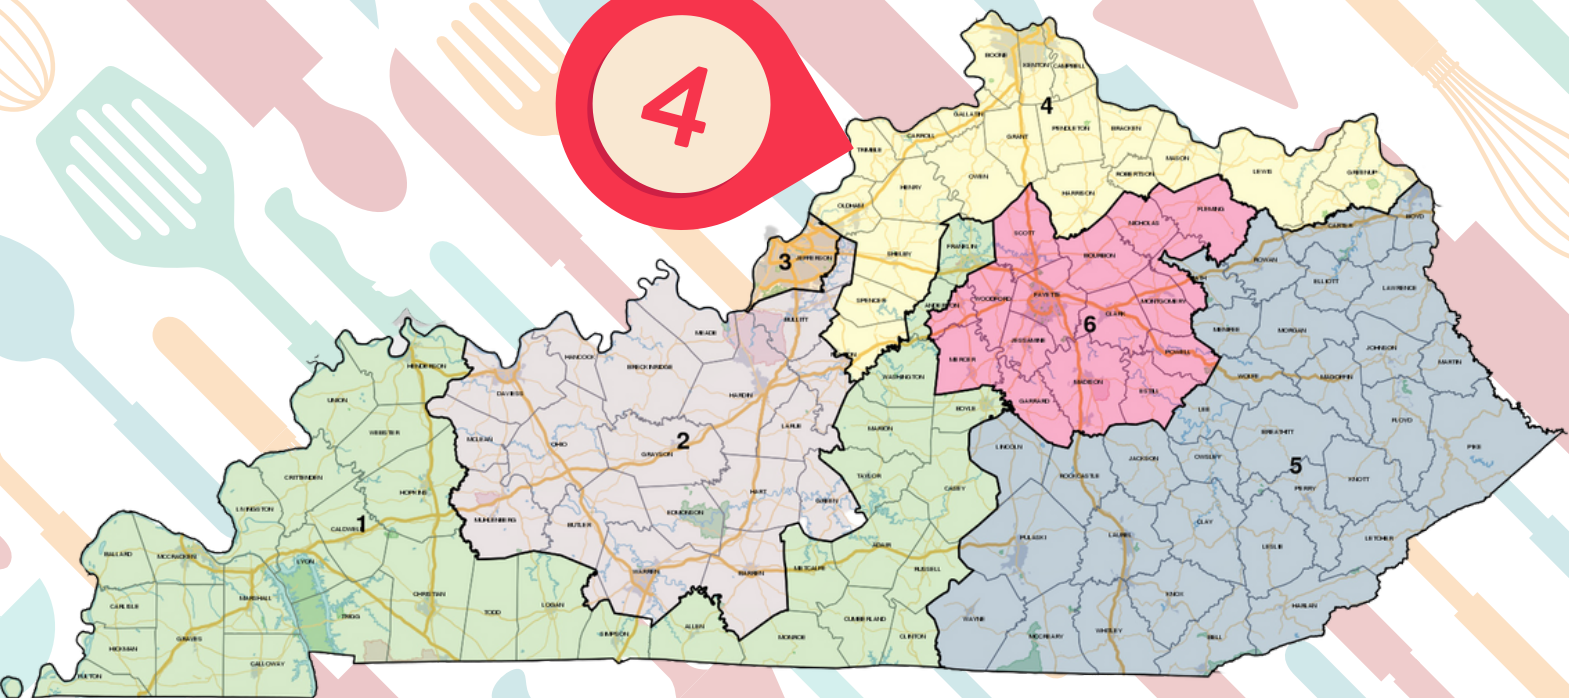 4
BOONE
KENTON
CAMPBELL
4
GALLATIN
CARROLL
GRANT
PENDLETON
BRACKEN
TRIMBLE
MASON
LEWIS
GREENUP
ROBERTSON
OWEN
HENRY
HARRISON
OLDHAM
NICHOLAS
FLEMING
BOYD
CARTER
SCOTT
FRANKLIN
SHELBY
BOURBON
ROWAN
3
JEFFERSON
BATH
ELLIOTT
LAWRENCE
SPENCER
WOODFORD
FAYETTE
MONTGOMERY
ANDERSON
CLARK
6
BULLITT
MEADE
MENIFEE
MORGAN
JESSAMINE
JOHNSON
POWELL
MARTIN
HANCOCK
MERCER
HENDERSON
BRECKINRIDGE
WASHINGTON
WOLFE
MAGOFFIN
MADISON
ESTILL
DAVIESS
HARDIN
UNION
GARRARD
BOYLE
LEE
FLOYD
LARUE
MARION
WEBSTER
BREATHITT
MCLEAN
OHIO
2
LINCOLN
PIKE
GRAYSON
JACKSON
OWSLEY
5
CRITTENDEN
TAYLOR
ROCKCASTLE
KNOTT
PERRY
HOPKINS
HART
CASEY
GREEN
LIVINGSTON
EDMONSON
MUHLENBERG
BUTLER
CLAY
CALDWELL
1
LAUREL
PULASKI
LETCHER
ADAIR
LESLIE
BALLARD
MCCRACKEN
LYON
METCALFE
RUSSELL
WARREN
BARREN
CHRISTIAN
KNOX
MARSHALL
CARLISLE
LOGAN
HARLAN
TODD
TRIGG
CUMBERLAND
WAYNE
ALLEN
WHITLEY
SIMPSON
MONROE
CLINTON
MCCREARY
BELL
GRAVES
HICKMAN
CALLOWAY
FULTON